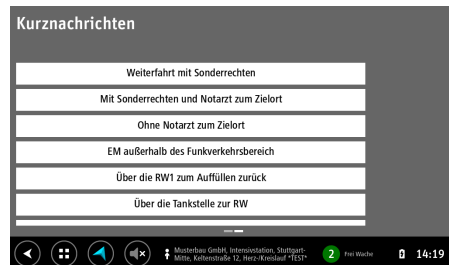 Kurznachrichten
Weiterfahrt mit Sonderrechten
Mit Sonderrechten und Notarzt zum Zielort
Ohne Notarzt zum Zielort
EM außerhalb des Funkverkehrsbereich
Über die RW1 zum Auffüllen zurück
Über die Tankstelle zur RW
Musterbau GmbH, Intensivstation, Stuttgart-
Mitte, Keltenstraße 12, Herz-/Kreislauf *TEST*
2 Frei Wache
14:19